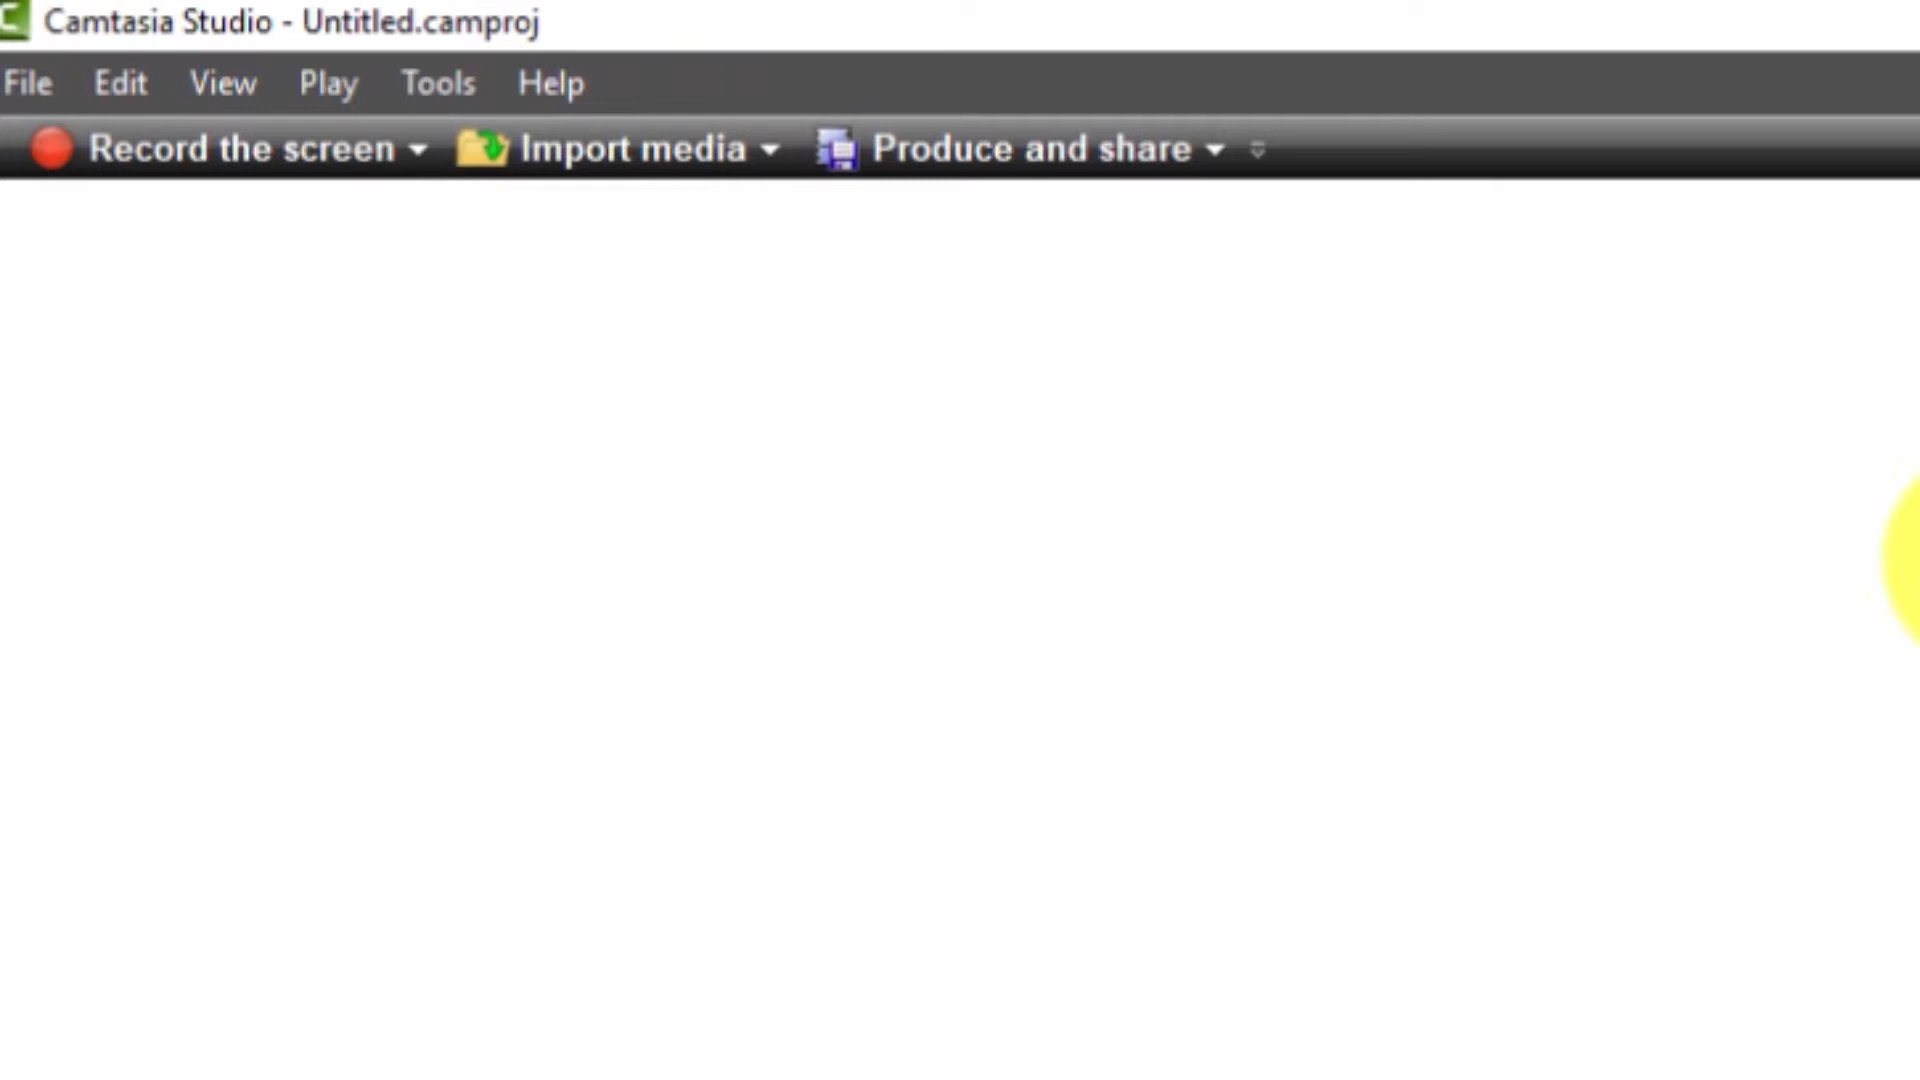 Camtasia Studio - Untitled.camproj
File Edit View Play Tools Help
Record the screen Import media Produce and share